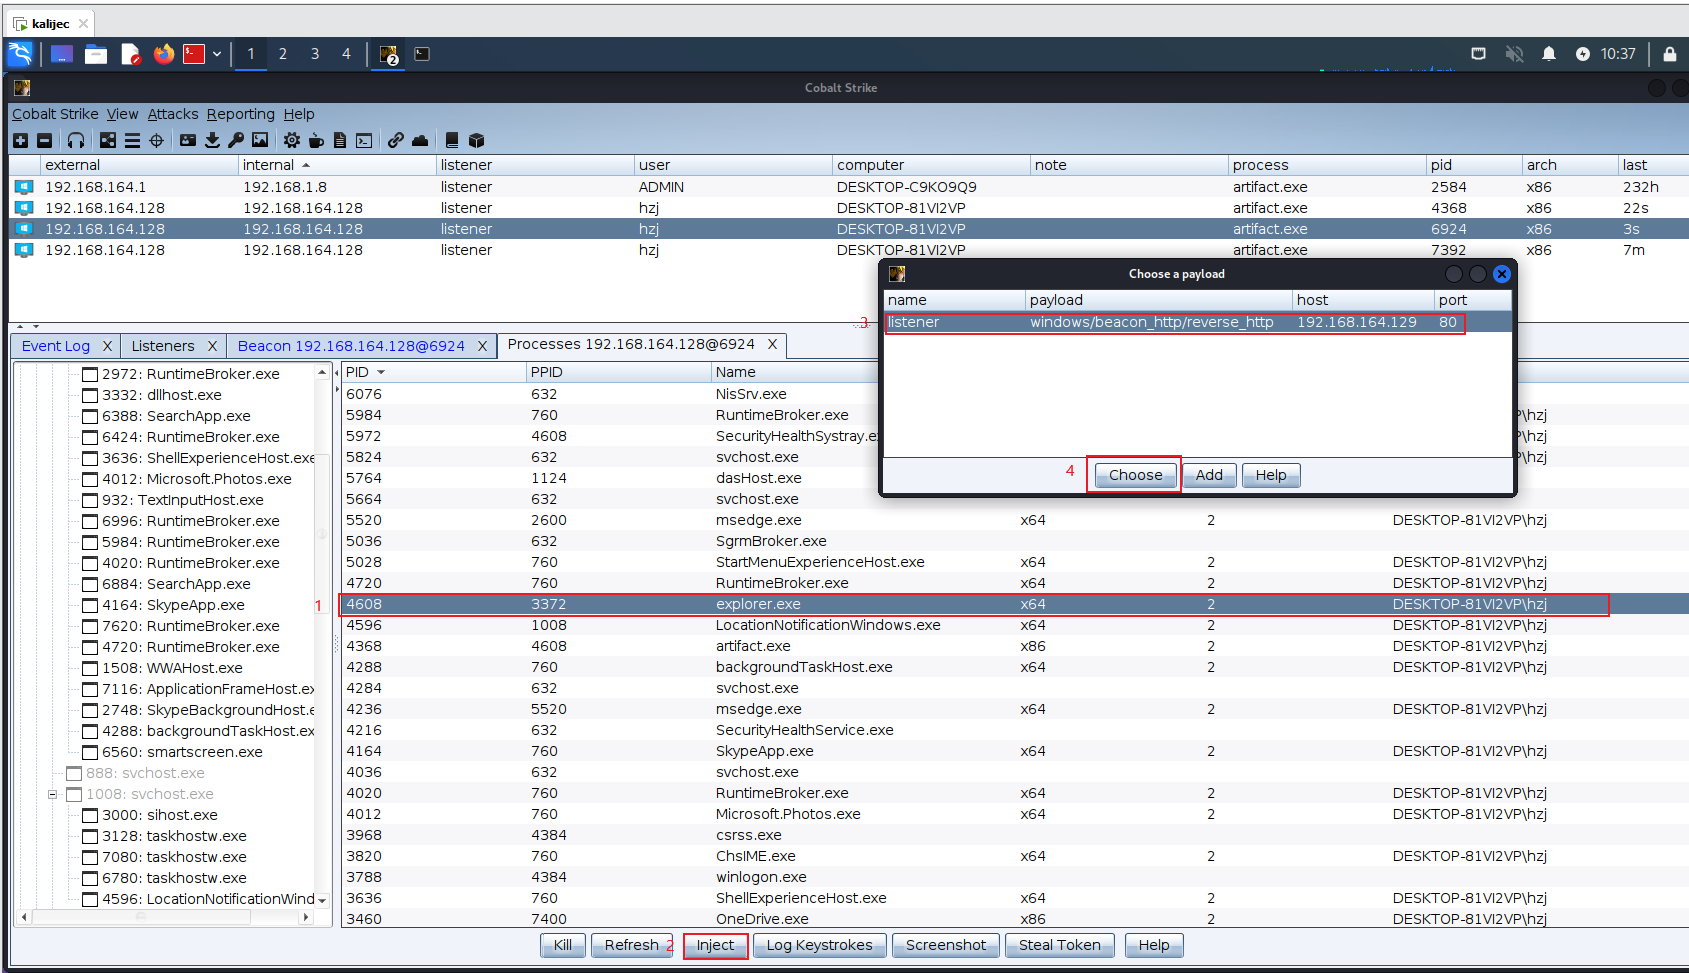 kalijec
1 2 3 4 2 10:37
Cobalt Strike
Cobalt Strike View Attacks Reporting Help
external internal listener user computer note process pid arch last
192.168.164.1 192.168.1.8 listener ADMIN DESKTOP-C9KO9Q9 artifact.exe 2584 x86 232h
192.168.164.128 192.168.164.128 listener hzj DESKTOP-81VI2VP artifact.exe 4368 x86 22s
192.168.164.128 192.168.164.128 listener hzj DESKTOP-81VI2VP artifact.exe 6924 x86 3s
192.168.164.128 192.168.164.128 listener hzj DESKTOP-81VI2VP artifact.exe 7392 x86 7m
Choose a payload
name payload host port
3 listener windows/beacon_http/reverse_http 192.168.164.129 80
4 Choose Add Help
Event Log X Listeners X Beacon 192.168.164.128@6924 X Processes 192.168.164.128@6924 X
2972: RuntimeBroker.exe
3332: dllhost.exe
6388: SearchApp.exe
6424: RuntimeBroker.exe
3636: ShellExperienceHost.exe
4012: Microsoft.Photos.exe
932: TextInputHost.exe
6996: RuntimeBroker.exe
5984: RuntimeBroker.exe
4020: RuntimeBroker.exe
6884: SearchApp.exe
4164: SkypeApp.exe
7620: RuntimeBroker.exe
4720: RuntimeBroker.exe
1508: WWAHost.exe
7116: ApplicationFrameHost.ex
2748: SkypeBackgroundHost.e
4288: backgroundTaskHost.ex
6560: smartscreen.exe
888: svchost.exe
1008: svchost.exe
3000: sihost.exe
3128: taskhostw.exe
7080: taskhostw.exe
6780: taskhostw.exe
4596: LocationNotificationWind
PID PPID Name
6076 632 NisSrv.exe
5984 760 RuntimeBroker.exe P\hzj
5972 4608 SecurityHealthSystray.e P\hzj
5824 632 svchost.exe P\hzj
5764 1124 dasHost.exe
5664 632 svchost.exe
5520 2600 msedge.exe x64 2 DESKTOP-81VI2VP\hzj
5036 632 SgrmBroker.exe
5028 760 StartMenuExperienceHost.exe x64 2 DESKTOP-81VI2VP\hzj
4720 760 RuntimeBroker.exe x64 2 DESKTOP-81VI2VP\hzj
1 4608 3372 explorer.exe x64 2 DESKTOP-81VI2VP\hzj
4596 1008 LocationNotificationWindows.exe x64 2 DESKTOP-81VI2VP\hzj
4368 4608 artifact.exe x86 2 DESKTOP-81VI2VP\hzj
4288 760 backgroundTaskHost.exe x64 2 DESKTOP-81VI2VP\hzj
4284 632 svchost.exe
4236 5520 msedge.exe x64 2 DESKTOP-81VI2VP\hzj
4216 632 SecurityHealthService.exe
4164 760 SkypeApp.exe x64 2 DESKTOP-81VI2VP\hzj
4036 632 svchost.exe
4020 760 RuntimeBroker.exe x64 2 DESKTOP-81VI2VP\hzj
4012 760 Microsoft.Photos.exe x64 2 DESKTOP-81VI2VP\hzj
3968 4384 csrss.exe
3820 760 ChsIME.exe x64 2 DESKTOP-81VI2VP\hzj
3788 4384 winlogon.exe
3636 760 ShellExperienceHost.exe x64 2 DESKTOP-81VI2VP\hzj
3460 7400 OneDrive.exe x86 2 DESKTOP-81VI2VP\hzj
Kill Refresh 2 Inject Log Keystrokes Screenshot Steal Token Help